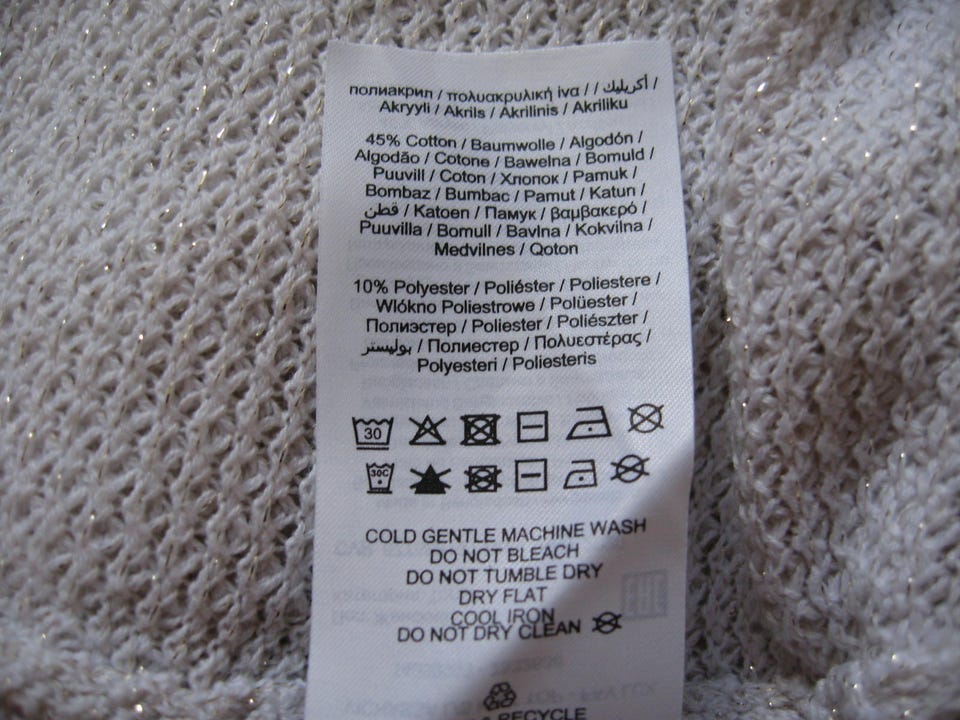 полиакрил / πολυακρυλική ίνα / / أكريليك /
Akryyli / Akrils / Akrilinis / Akriliku
45% Cotton / Baumwolle / Algodón /
Algodão / Cotone / Bawelna / Bomuld /
Puuvill / Coton / Хлопок / Pamuk /
Bombaz / Bumbac / Pamut / Katun /
قطن / Katoen / Памук / βαμβακερό /
Puuvilla / Bomull / Bavlna / Kokvilna /
Medvilnes / Qoton
10% Polyester / Poliéster / Poliestere /
Wlókno Poliestrowe / Polüester /
Полиэстер / Poliester / Poliészter /
بوليستر / Полиестер / Πολυεστέρας /
Polyesteri / Poliesteris
30
30C
COLD GENTLE MACHINE WASH
DO NOT BLEACH
DO NOT TUMBLE DRY
DRY FLAT
COOL IRON
DO NOT DRY CLEAN
RECYCLE